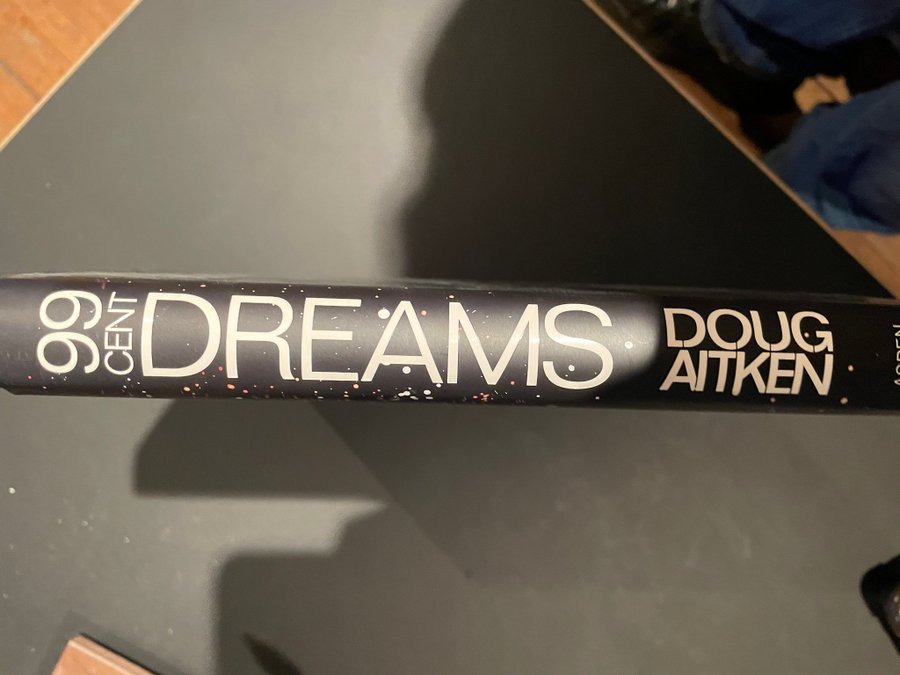 99
CENT
DREAMS
DOUG
AITKEN